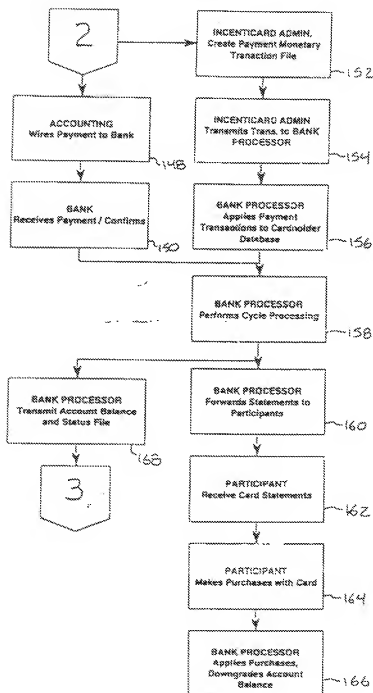 2
INCENTICARD ADMIN.
Create Payment Monetary
Tranaction File
152
ACCOUNTING
Wires Payment to Bank
148
INCENTICARD ADMIN
Transmits Trans. to BANK
PROCESSOR
154
BANK
Receives Payment / Confirms
150
BANK PROCESSOR
Applies Payment
Transactions to Cardholder
Database
156
BANK PROCESSOR
Performs Cycle Processing
158
BANK PROCESSOR
Transmit Account Balance
and Status File
168
BANK PROCESSOR
Forwards Statements to
Participants
160
3
PARTICIPANT
Receive Card Statements
162
PARTICIPANT
Makes Purchases with Card
164
BANK PROCESSOR
Applies Purchases,
Downgrades Account
Balance
166